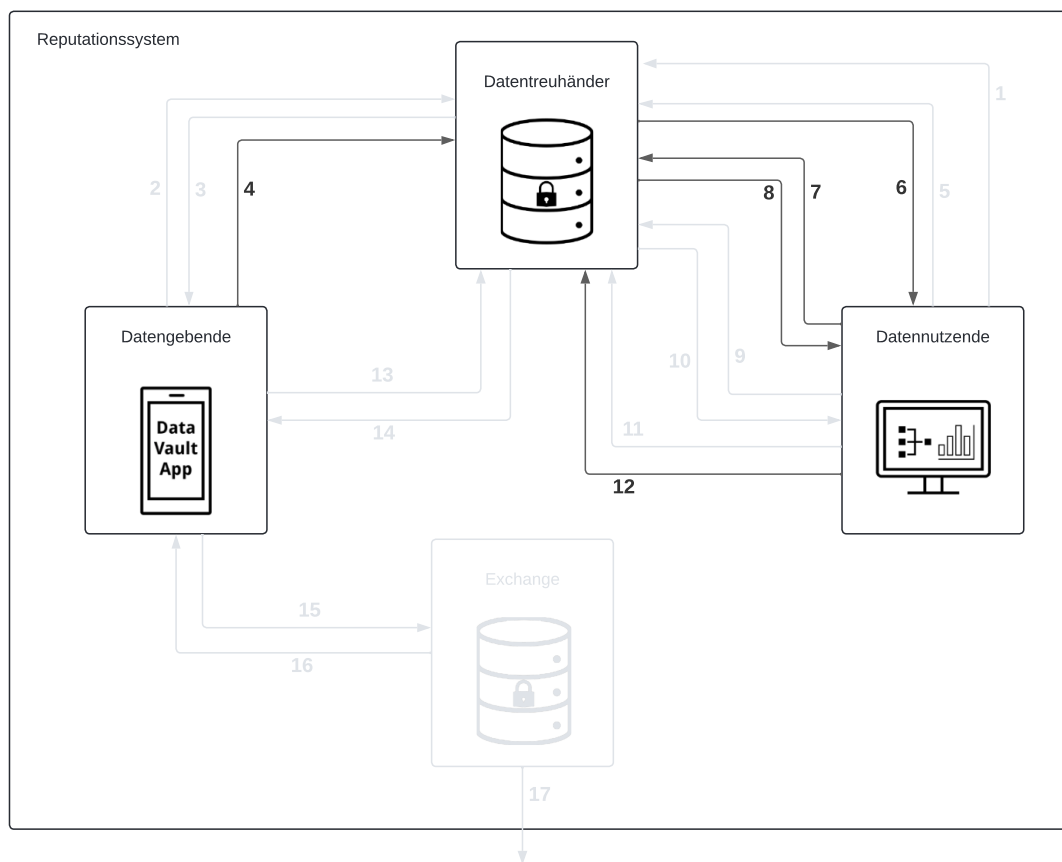 Reputationssystem
Datentreuhänder
1
2
3
4
8
7
6
5
Datengebende
Datennutzende
Data
Vault
App
13
14
10
9
11
12
Exchange
15
16
17